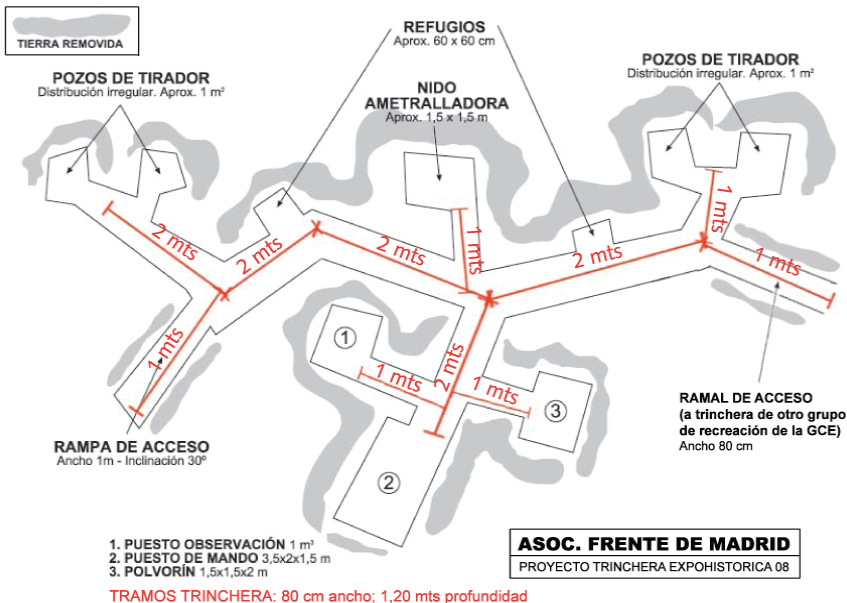 TIERRA REMOVIDA
REFUGIOS
Aprox. 60 x 60 cm
POZOS DE TIRADOR
Distribución irregular. Aprox. 1 m²
NIDO
AMETRALLADORA
Aprox. 1,5 x 1,5 m
POZOS DE TIRADOR
Distribución irregular. Aprox. 1 m²
2 mts
2 mts
2 mts
1 mts
2 mts
1 mts
1 mts
1 mts
2 mts
1 mts
1 mts
1
2
3
RAMPA DE ACCESO
Ancho 1m - Inclinación 30º
RAMAL DE ACCESO
(a trinchera de otro grupo
de recreación de la GCE)
Ancho 80 cm
1. PUESTO OBSERVACIÓN 1 m³
2. PUESTO DE MANDO 3,5x2x1,5 m
3. POLVORÍN 1,5x1,5x2 m
ASOC. FRENTE DE MADRID
PROYECTO TRINCHERA EXPOHISTORICA 08
TRAMOS TRINCHERA: 80 cm ancho; 1,20 mts profundidad